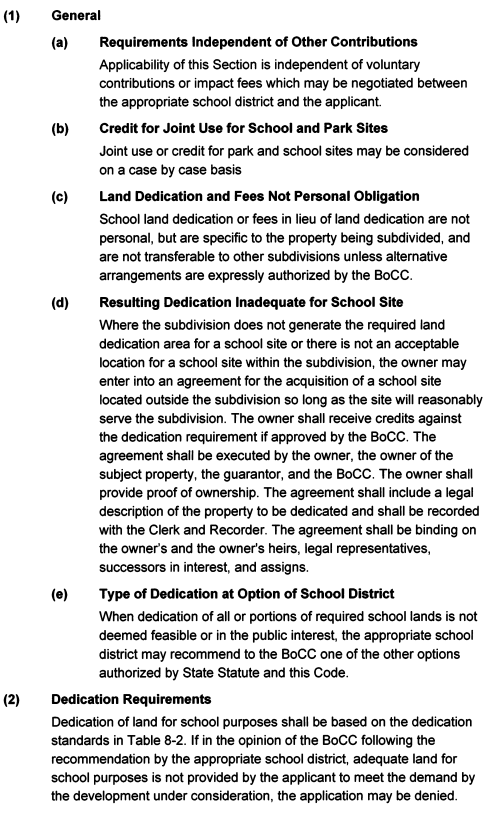 (1) General
(a) Requirements Independent of Other Contributions
Applicability of this Section is independent of voluntary
contributions or impact fees which may be negotiated between
the appropriate school district and the applicant.
(b) Credit for Joint Use for School and Park Sites
Joint use or credit for park and school sites may be considered
on a case by case basis
(c) Land Dedication and Fees Not Personal Obligation
School land dedication or fees in lieu of land dedication are not
personal, but are specific to the property being subdivided, and
are not transferable to other subdivisions unless alternative
arrangements are expressly authorized by the BoCC.
(d) Resulting Dedication Inadequate for School Site
Where the subdivision does not generate the required land
dedication area for a school site or there is not an acceptable
location for a school site within the subdivision, the owner may
enter into an agreement for the acquisition of a school site
located outside the subdivision so long as the site will reasonably
serve the subdivision. The owner shall receive credits against
the dedication requirement if approved by the BoCC. The
agreement shall be executed by the owner, the owner of the
subject property, the guarantor, and the BoCC. The owner shall
provide proof of ownership. The agreement shall include a legal
description of the property to be dedicated and shall be recorded
with the Clerk and Recorder. The agreement shall be binding on
the owner's and the owner's heirs, legal representatives,
successors in interest, and assigns.
(e) Type of Dedication at Option of School District
When dedication of all or portions of required school lands is not
deemed feasible or in the public interest, the appropriate school
district may recommend to the BoCC one of the other options
authorized by State Statute and this Code.
(2) Dedication Requirements
Dedication of land for school purposes shall be based on the dedication
standards in Table 8-2. If in the opinion of the BoCC following the
recommendation by the appropriate school district, adequate land for
school purposes is not provided by the applicant to meet the demand by
the development under consideration, the application may be denied.